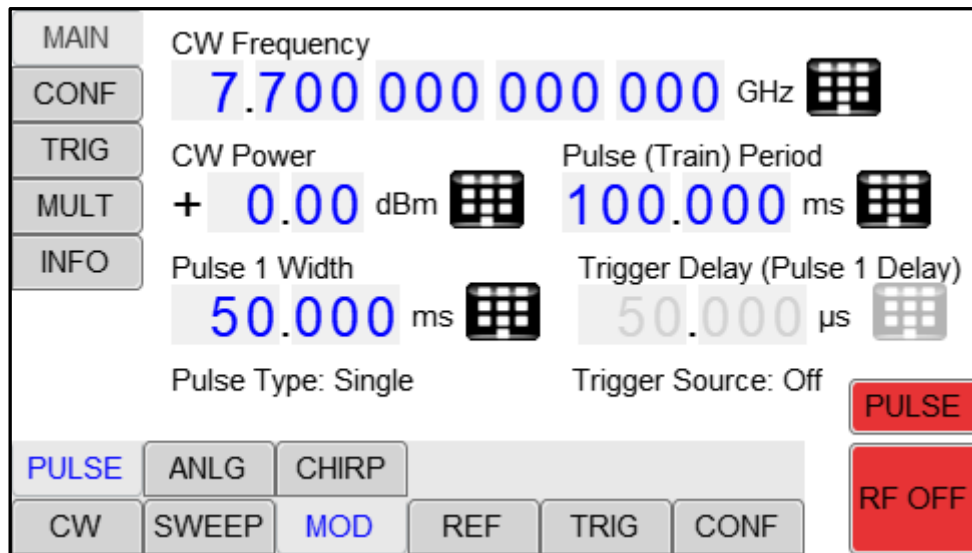 MAIN
CW Frequency
CONF
7.700 000 000 000 GHz
TRIG
CW Power
Pulse (Train) Period
MULT
+ 0.00 dBm
100.000 ms
INFO
Pulse 1 Width
Trigger Delay (Pulse 1 Delay)
50.000 ms
50.000 µs
Pulse Type: Single
Trigger Source: Off
PULSE
PULSE ANLG CHIRP
RF OFF
CW SWEEP MOD REF TRIG CONF